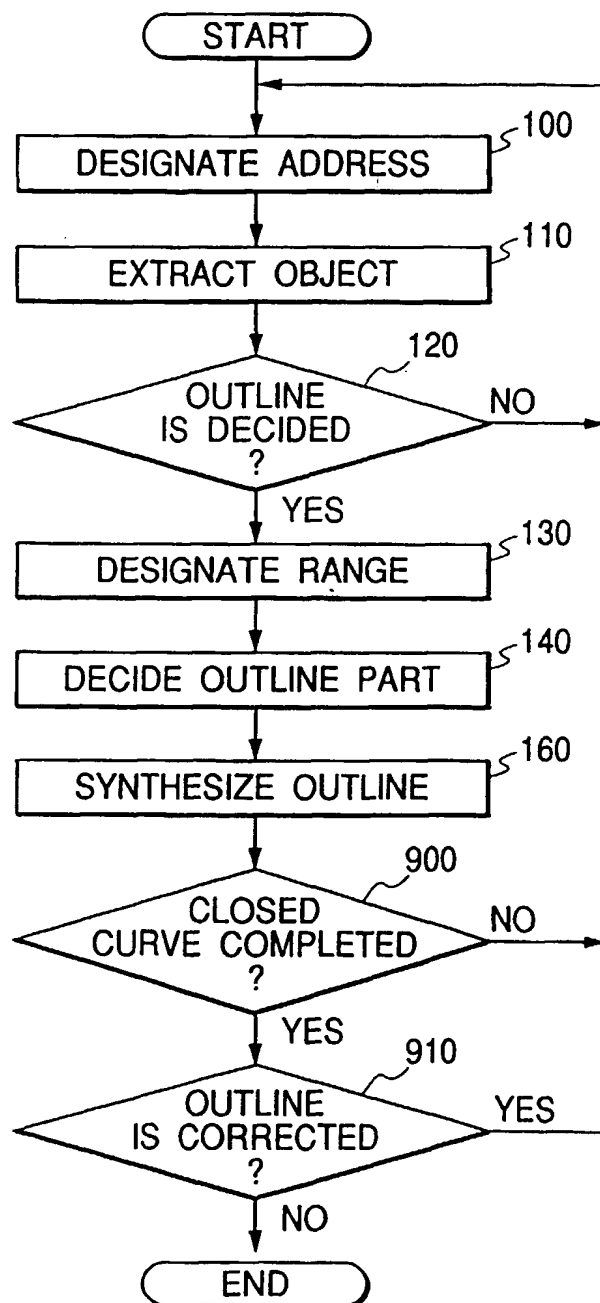 START
100
DESIGNATE ADDRESS
110
EXTRACT OBJECT
120
OUTLINE
IS DECIDED
?
NO
YES
130
DESIGNATE RANGE
140
DECIDE OUTLINE PART
160
SYNTHESIZE OUTLINE
900
CLOSED
CURVE COMPLETED
?
NO
YES
910
OUTLINE
IS CORRECTED
?
YES
NO
END